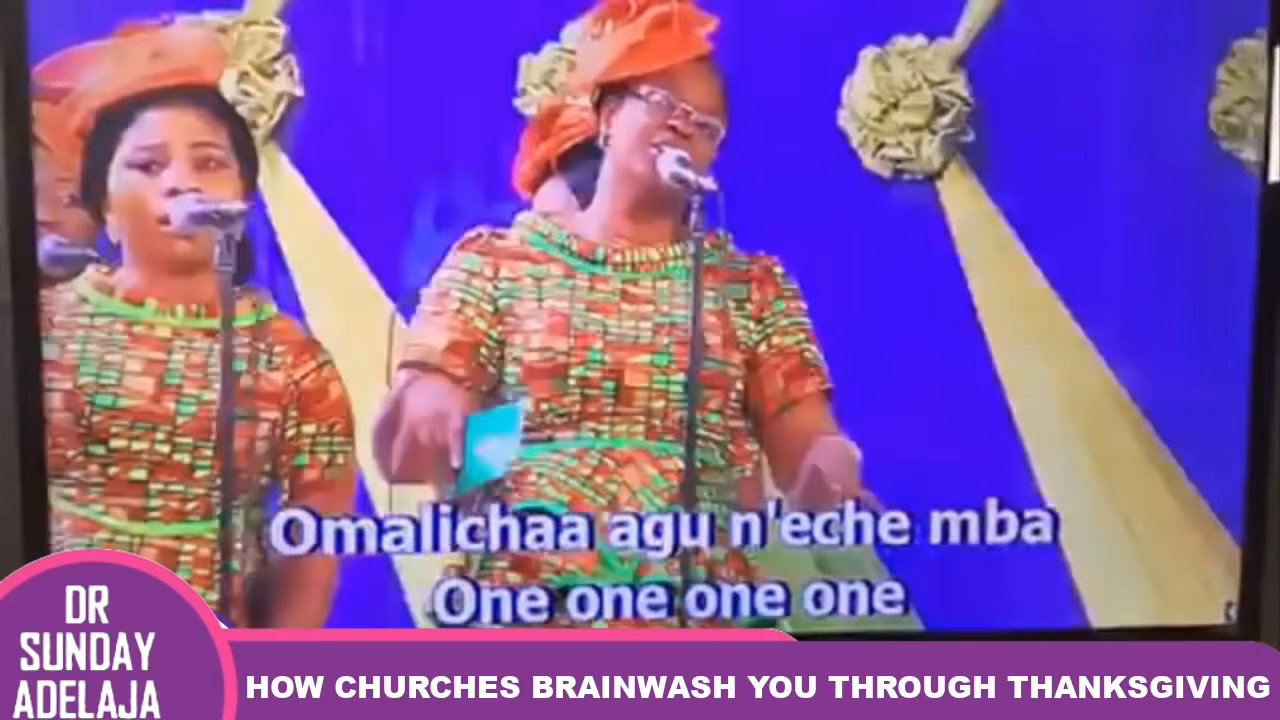 Omalichaa agu n'eche mba
One one one one
DR
SUNDAY
ADELAJA
HOW CHURCHES BRAINWASH YOU THROUGH THANKSGIVING